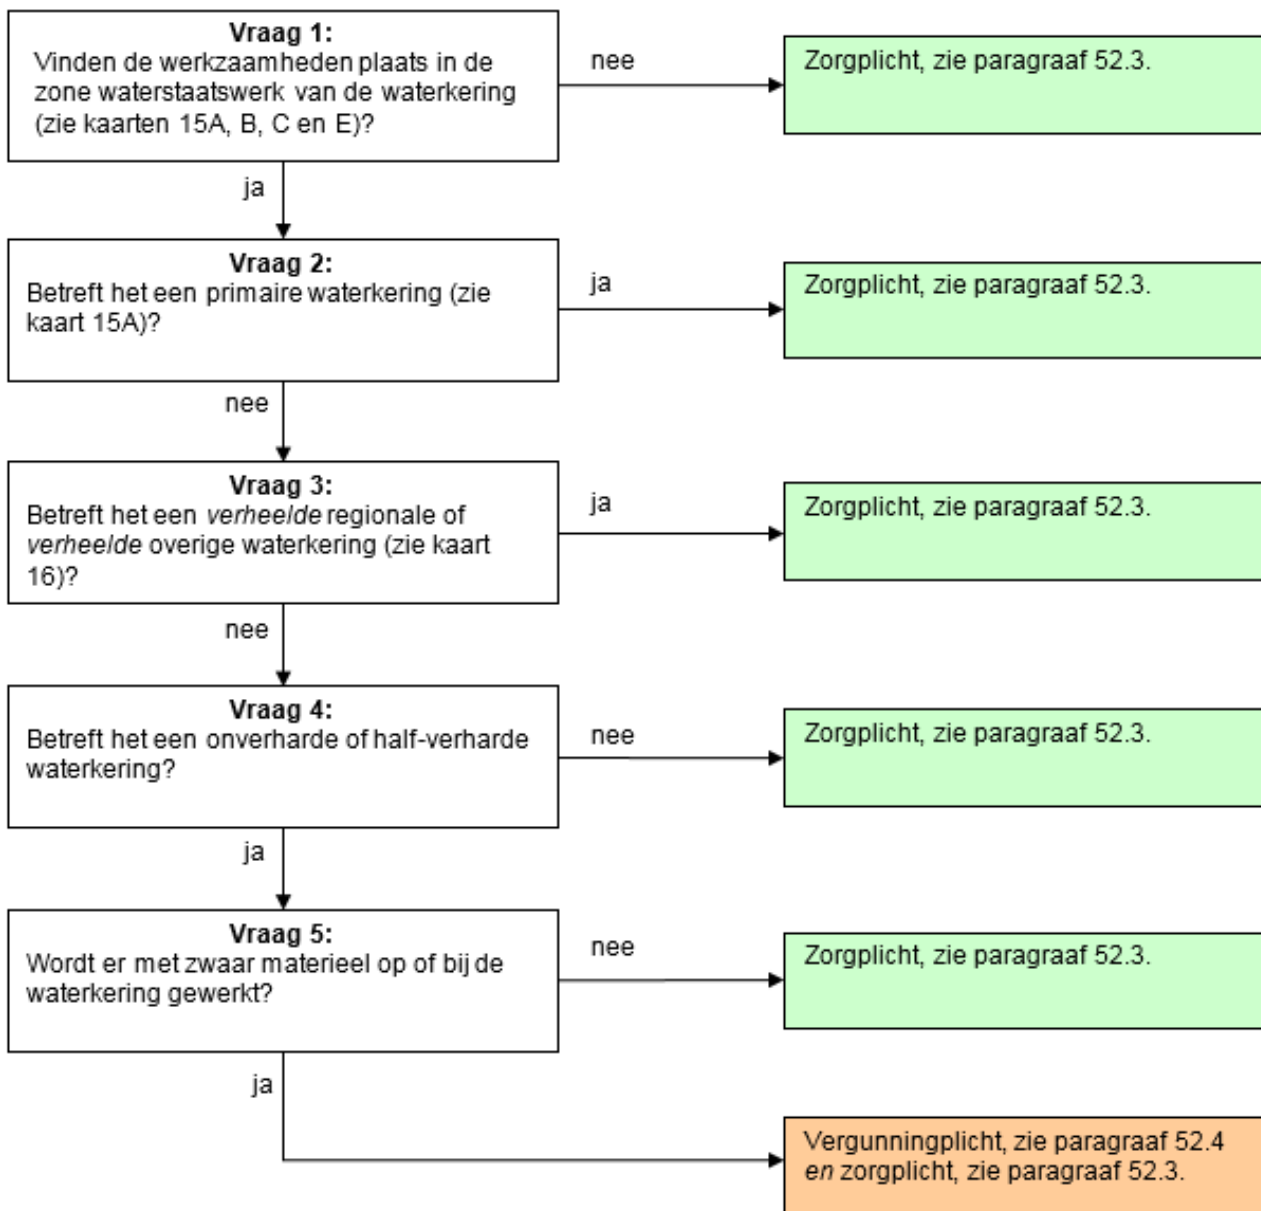 Vraag 1:
Vinden de werkzaamheden plaats in de
zone waterstaatswerk van de waterkering
(zie kaarten 15A, B, C en E)?
nee
Zorgplicht, zie paragraaf 52.3.
ja
Vraag 2:
Betreft het een primaire waterkering (zie
kaart 15A)?
ja
Zorgplicht, zie paragraaf 52.3.
nee
Vraag 3:
Betreft het een verheelde regionale of
verheelde overige waterkering (zie kaart
16)?
ja
Zorgplicht, zie paragraaf 52.3.
nee
Vraag 4:
Betreft het een onverharde of half-verharde
waterkering?
nee
Zorgplicht, zie paragraaf 52.3.
ja
Vraag 5:
Wordt er met zwaar materieel op of bij de
waterkering gewerkt?
nee
Zorgplicht, zie paragraaf 52.3.
ja
Vergunningplicht, zie paragraaf 52.4
en zorgplicht, zie paragraaf 52.3.